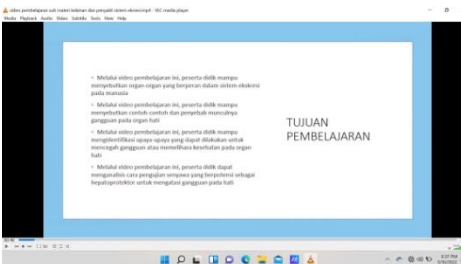 video pembelajaran sub materi kelainan dan penyakit sistem ekskresi.mp4 - VLC media player
Media Playback Audio Video Subtitle Tools View Help
Melalui video pembelajaran ini, peserta didik mampu
menyebutkan organ-organ yang berperan dalam sistem ekskresi
pada manusia
Melalui video pembelajaran ini, peserta didik mampu
menyebutkan contoh-contoh dan penyebab munculnya
gangguan pada organ hati
Melalui video pembelajaran ini, peserta didik mampu
mengidentifikasi upaya-upaya yang dapat dilakukan untuk
mencegah gangguan atau memelihara kesehatan pada organ
hati
Melalui video pembelajaran ini, peserta didik dapat
menganalisis cara pengujian senyawa yang berpotensi sebagai
hepatoprotektor untuk mengatasi gangguan pada hati
TUJUAN
PEMBELAJARAN